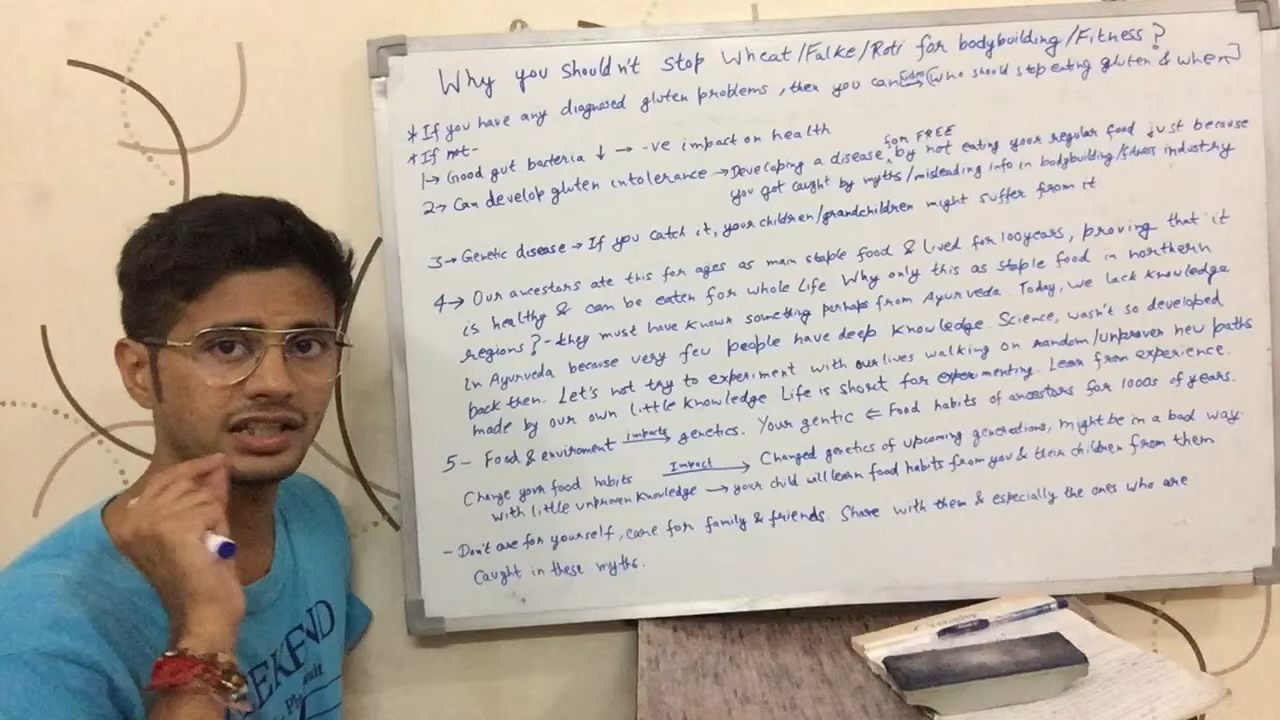 Why you shouldn't stop Wheat/Falke/Roti for bodybuilding/Fitness?
* If you have any diagnosed gluten problems, then you can (who should stop eating gluten & when)
* If not-
1→ Good gut bacteria ↓ → -ve impact on health
2→ Can develop gluten intolerance → Developing a disease, for FREE by not eating your regular food just because
you got caught by myths/misleading info in bodybuilding/fitness industry
3→ Genetic disease → If you catch it, your children/grandchildren might suffer from it
4→ Our ancestors ate this for ages as main staple food & lived for 100years, proving that it
is healthy & can be eaten for whole life Why only this as staple food in northern
regions? - they must have known something perhaps from Ayurveda. Today, we lack knowledge
In Ayurveda because very few people have deep knowledge. Science, wasn't so developed
back then. Let's not try to experiment with our lives walking on random/unproven new paths
made by our own little knowledge Life is short for menting. Learn from experience.
5- Food & enviroment Impacts → genetics. Your gentic ⇐ Food habits of ancestors for 1000s of years.
Change your food habits Impact → Changed genetics of upcoming generations, might be in a bad way
with little unproven knowledge → your child will learn food habits from you & their children from them
- Don't are for yourself, care for family & friends. Share with them & especially the ones who are
caught in these myths.
EEKEND